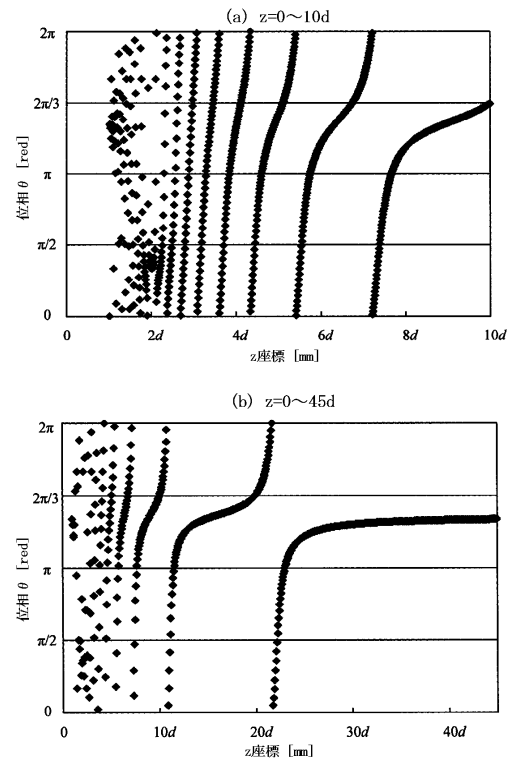 (a) z=0～10d
2π
2π/3
π
π/2
0
位相 θ [red]
0 2d 4d 6d 8d 10d
z座標 [mm]
(b) z=0～45d
2π
2π/3
π
π/2
0
位相 θ [red]
0 10d 20d 30d 40d
z座標 [mm]